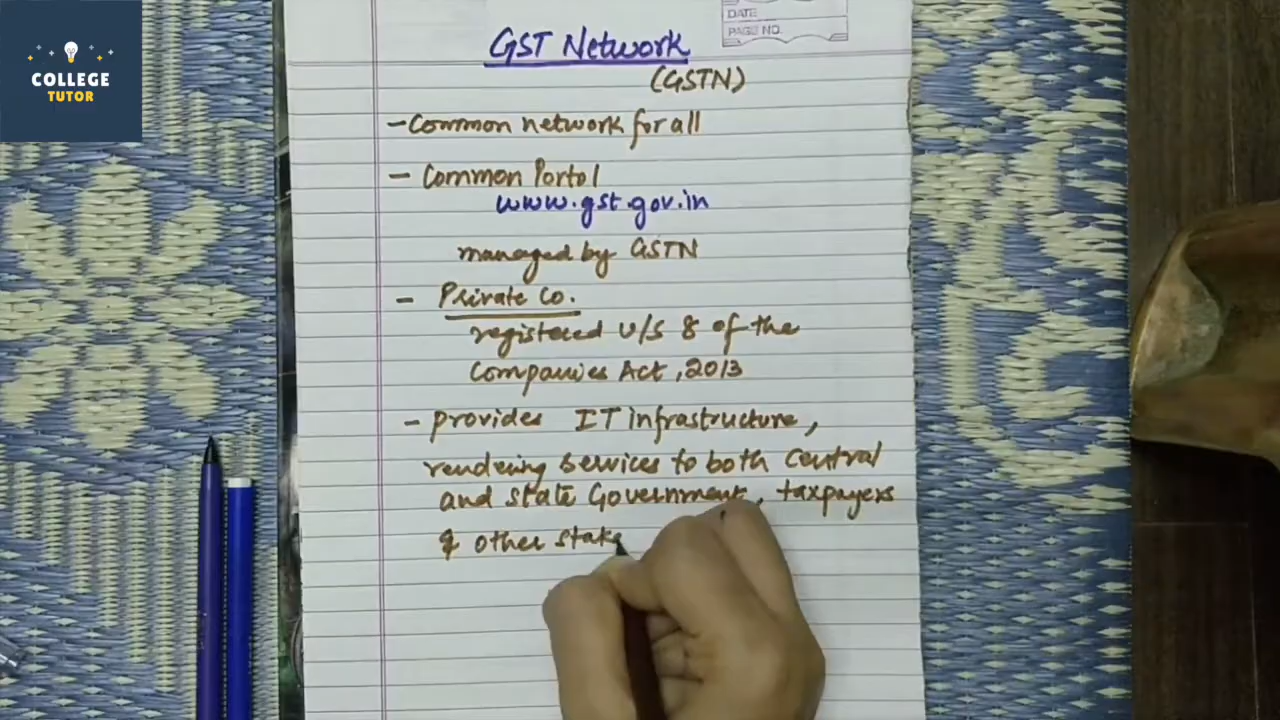 COLLEGE
TUTOR
DATE
PAGE NO.
GST Network
(GSTN)
- Common network for all
- Common Portal
www.gst.gov.in
managed by GSTN
- Private Co.
registered u/s 8 of the
Companies Act, 2013
- provides IT infrastructure,
rendering services to both central
and state Government, taxpayers
& other stake